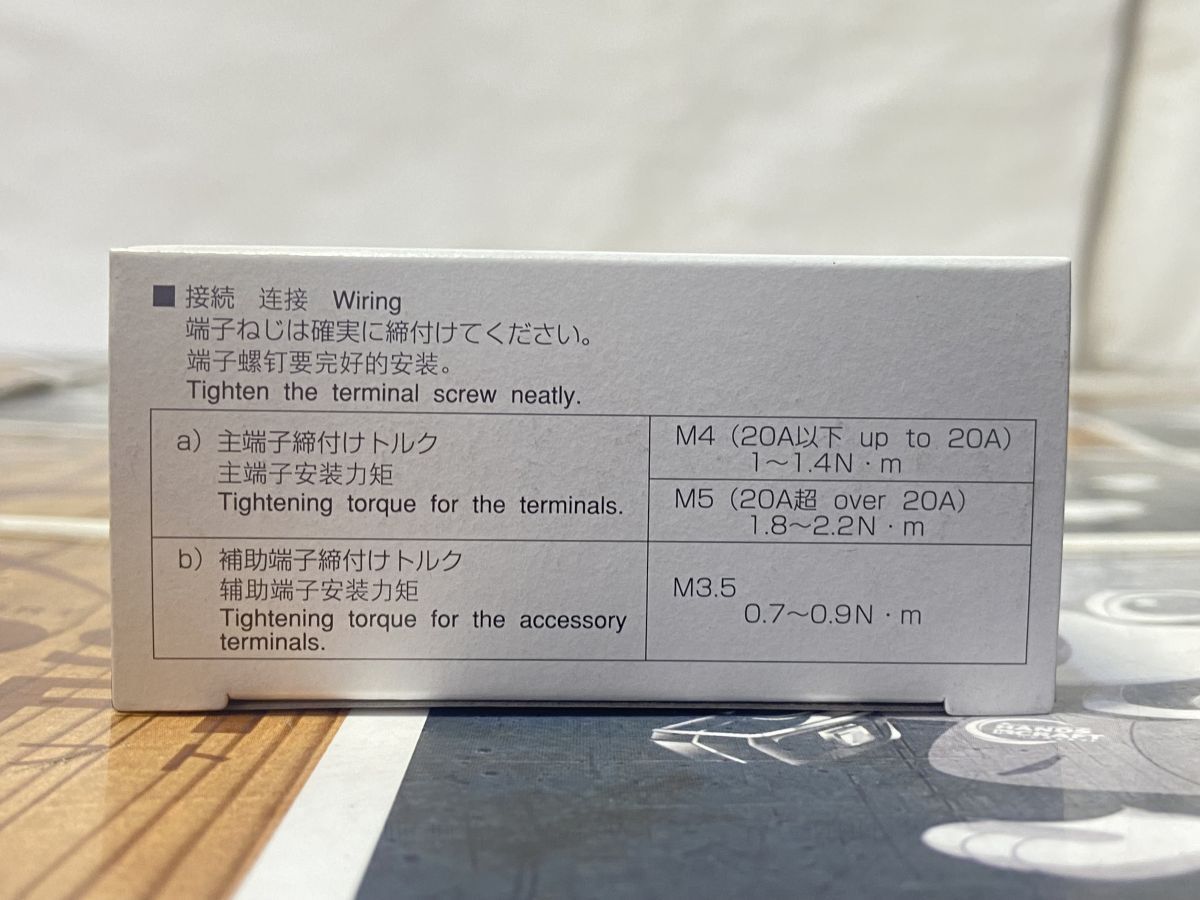 ■ 接続 连接 Wiring
端子ねじは確実に締付けてください。
端子螺钉要完好的安装。
Tighten the terminal screw neatly.
a) 主端子締付けトルク
主端子安装力矩
Tightening torque for the terminals.
M4 (20A以下 up to 20A)
1～1.4N・m
M5 (20A超 over 20A)
1.8～2.2N・m
b) 補助端子締付けトルク
辅助端子安装力矩
Tightening torque for the accessory
terminals.
M3.5
0.7～0.9N・m